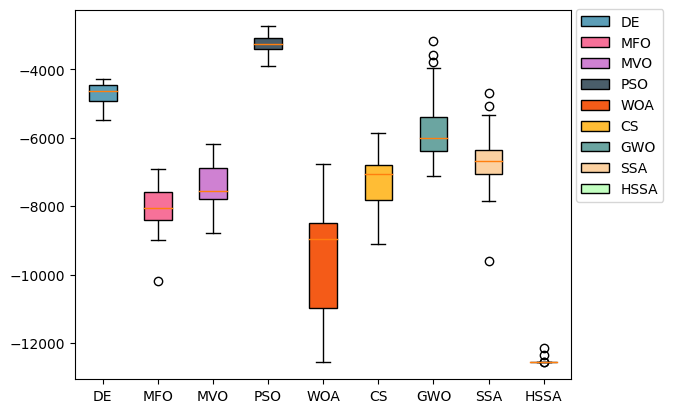 −4000
−6000
−8000
−10000
−12000
DE MFO MVO PSO WOA CS GWO SSA HSSA
DE
MFO
MVO
PSO
WOA
CS
GWO
SSA
HSSA